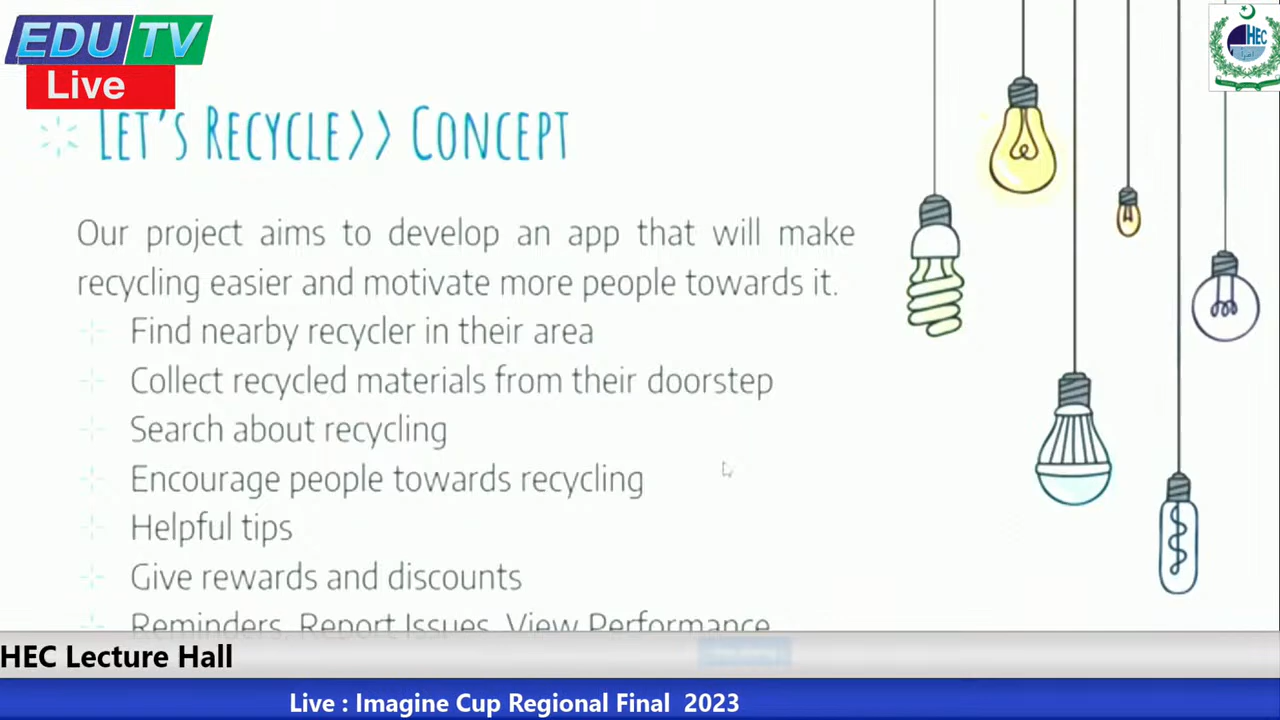 EDU TV
HEC
Live
LET'S RECYCLE>> CONCEPT
Our project aims to develop an app that will make
recycling easier and motivate more people towards it.
Find nearby recycler in their area
Collect recycled materials from their doorstep
Search about recycling
Encourage people towards recycling
Helpful tips
Give rewards and discounts
Reminders, Report Issues, View Performance
HEC Lecture Hall
Live : Imagine Cup Regional Final 2023